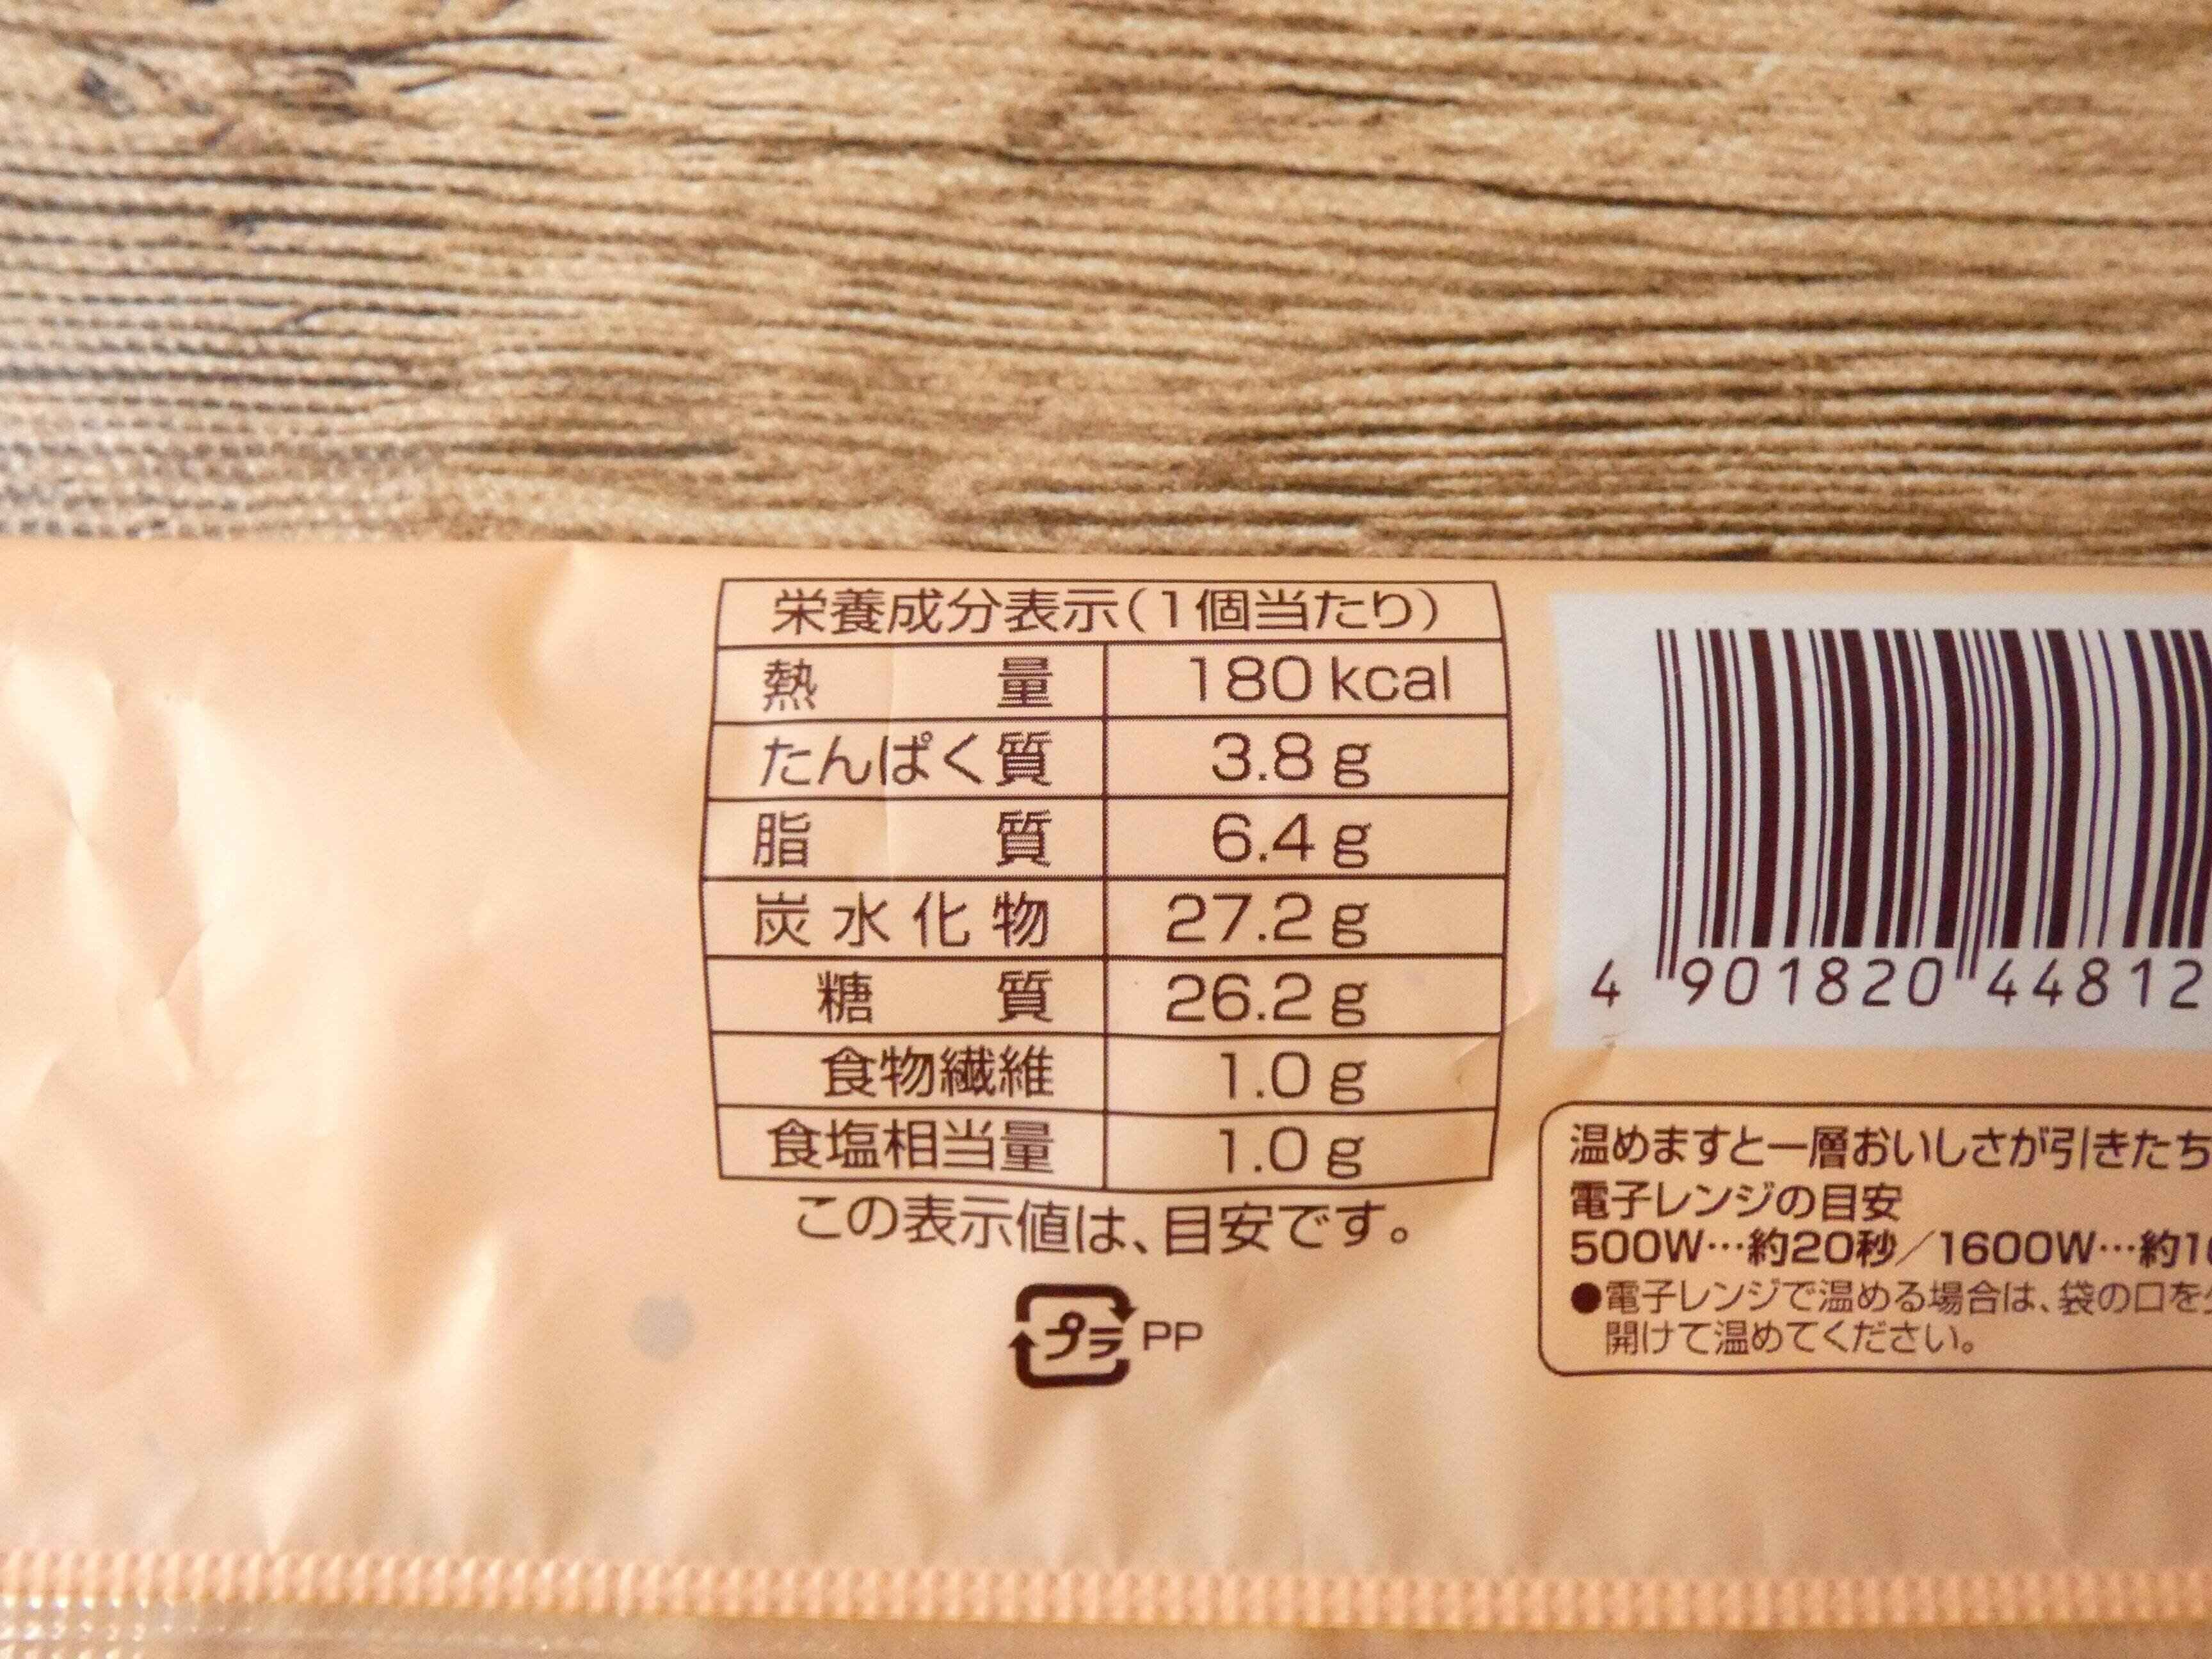 栄養成分表示(1個当たり)
熱量 180kcal
たんぱく質 3.8g
脂質 6.4g
炭水化物 27.2g
糖質 26.2g
食物繊維 1.0g
食塩相当量 1.0g
この表示値は、目安です。
プラ PP
4 901820 44812
温めますと一層おいしさが引きたち
電子レンジの目安
500W…約20秒/1600W…約1
●電子レンジで温める場合は、袋の口を
開けて温めてください。